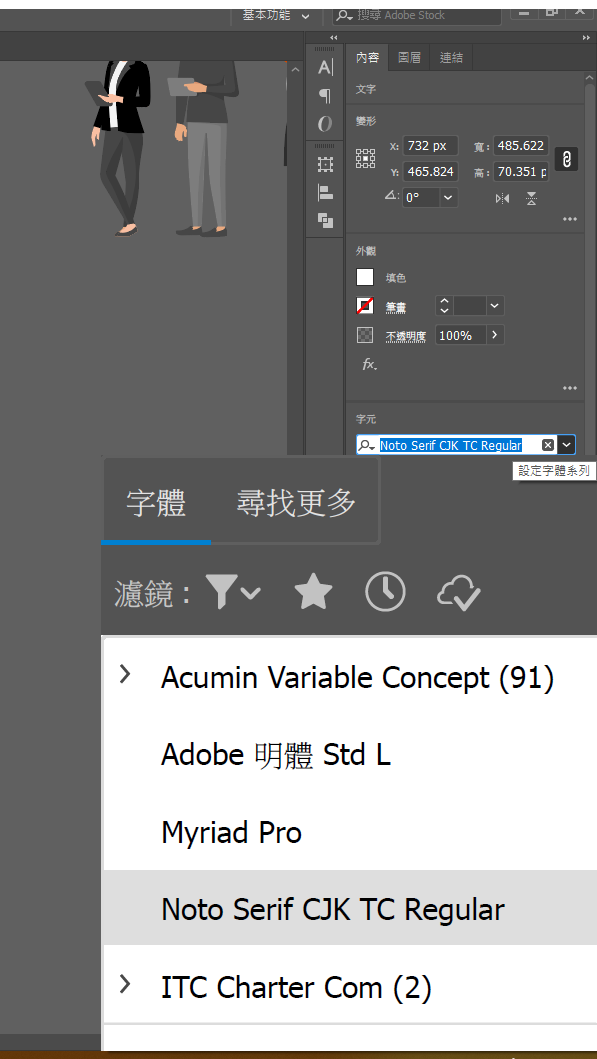 基本功能
搜尋 Adobe Stock
內容 圖層 連結
文字
變形
X: 732 px 寬: 485.622
Y: 465.824 高: 70.351 p
: 0°
外觀
填色
筆畫
不透明度 100%
fx.
字元
Noto Serif CJK TC Regular
設定字體系列
字體 尋找更多
濾鏡:
Acumin Variable Concept (91)
Adobe 明體 Std L
Myriad Pro
Noto Serif CJK TC Regular
ITC Charter Com (2)